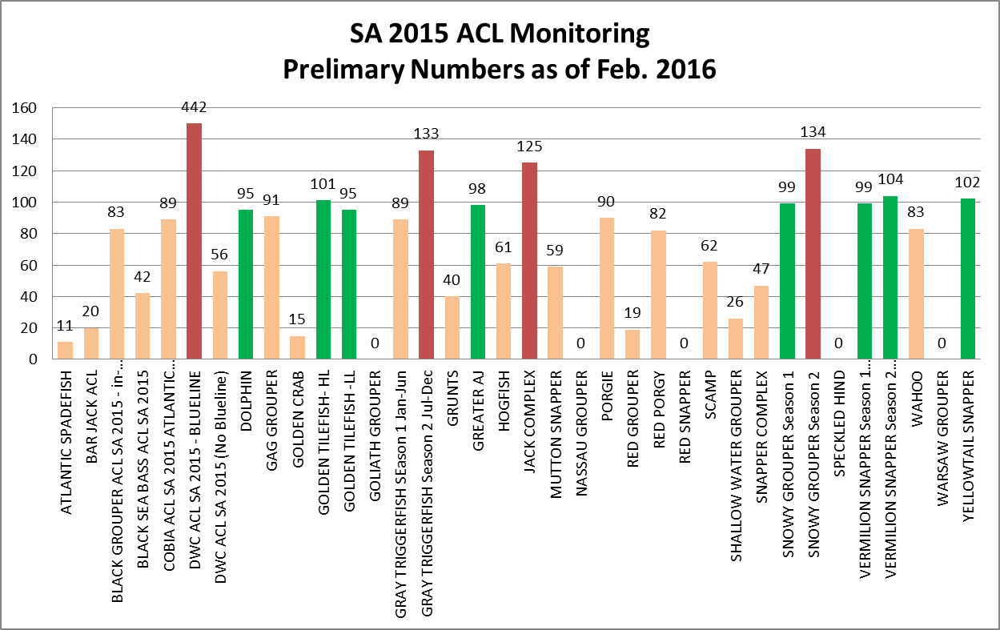 SA 2015 ACL Monitoring
Prelimary Numbers as of Feb. 2016
160
140
120
100
80
60
40
20
0
11
20
83
42
89
442
56
95
91
15
101
95
0
89
133
40
98
61
125
59
0
90
19
82
0
62
26
47
99
134
0
99
104
83
0
102
ATLANTIC SPADEFISH
BAR JACK ACL
BLACK GROUPER ACL SA 2015 - in-...
BLACK SEA BASS ACL SA 2015
COBIA ACL SA 2015 ATLANTIC...
DWC ACL SA 2015 - BLUELINE
DWC ACL SA 2015 (No Blueline)
DOLPHIN
GAG GROUPER
GOLDEN CRAB
GOLDEN TILEFISH- HL
GOLDEN TILEFISH -LL
GOLIATH GROUPER
GRAY TRIGGERFISH Season 1 Jan-Jun
GRAY TRIGGERFISH Season 2 Jul-Dec
GRUNTS
GREATER AJ
HOGFISH
JACK COMPLEX
MUTTON SNAPPER
NASSAU GROUPER
PORGIE
RED GROUPER
RED PORGY
RED SNAPPER
SCAMP
SHALLOW WATER GROUPER
SNAPPER COMPLEX
SNOWY GROUPER Season 1
SNOWY GROUPER Season 2
SPECKLED HIND
VERMILION SNAPPER Season 1...
VERMILION SNAPPER Season 2...
WAHOO
WARSAW GROUPER
YELLOWTAIL SNAPPER